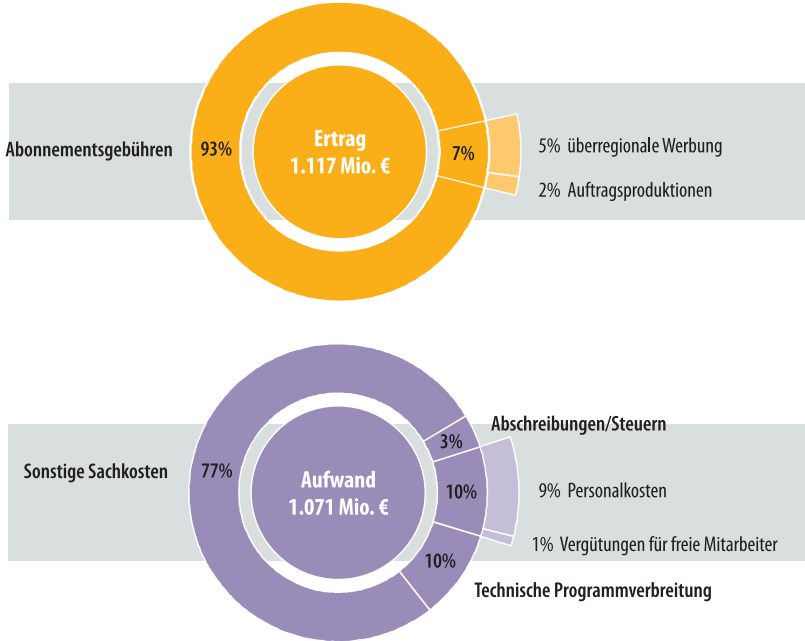 Abonnementsgebühren
93%
Ertrag
1.117 Mio. €
7%
5% überregionale Werbung
2% Auftragsproduktionen
Abschreibungen/Steuern
3%
Sonstige Sachkosten
77%
Aufwand
1.071 Mio. €
10%
9% Personalkosten
1% Vergütungen für freie Mitarbeiter
10%
Technische Programmverbreitung